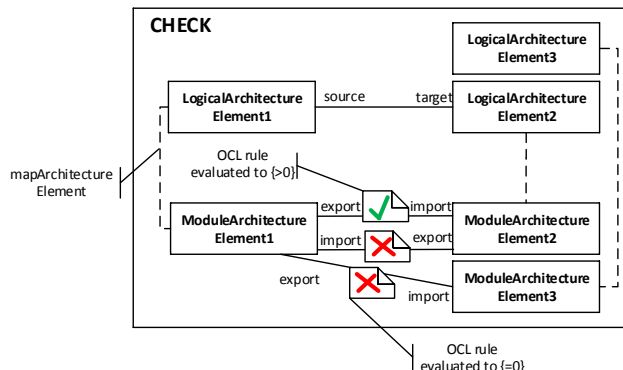 CHECK
LogicalArchitecture
Element3
LogicalArchitecture
Element1
source
target
LogicalArchitecture
Element2
mapArchitecture
Element
OCL rule
evaluated to {>0}
export
import
ModuleArchitecture
Element1
import
export
ModuleArchitecture
Element2
export
import
ModuleArchitecture
Element3
OCL rule
evaluated to {=0}